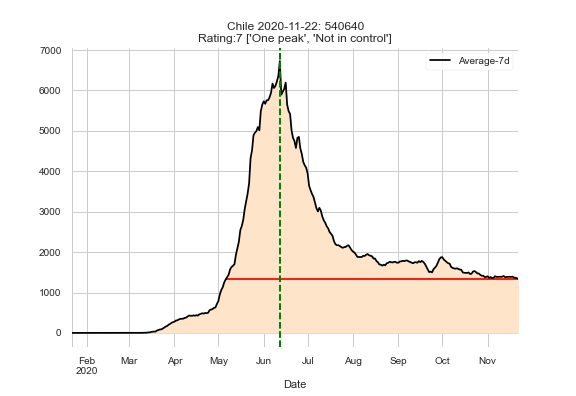 Chile 2020-11-22: 540640
Rating:7 ['One peak', 'Not in control']
Average-7d
7000
6000
5000
4000
3000
2000
1000
0
Feb Mar Apr May Jun Jul Aug Sep Oct Nov
2020
Date